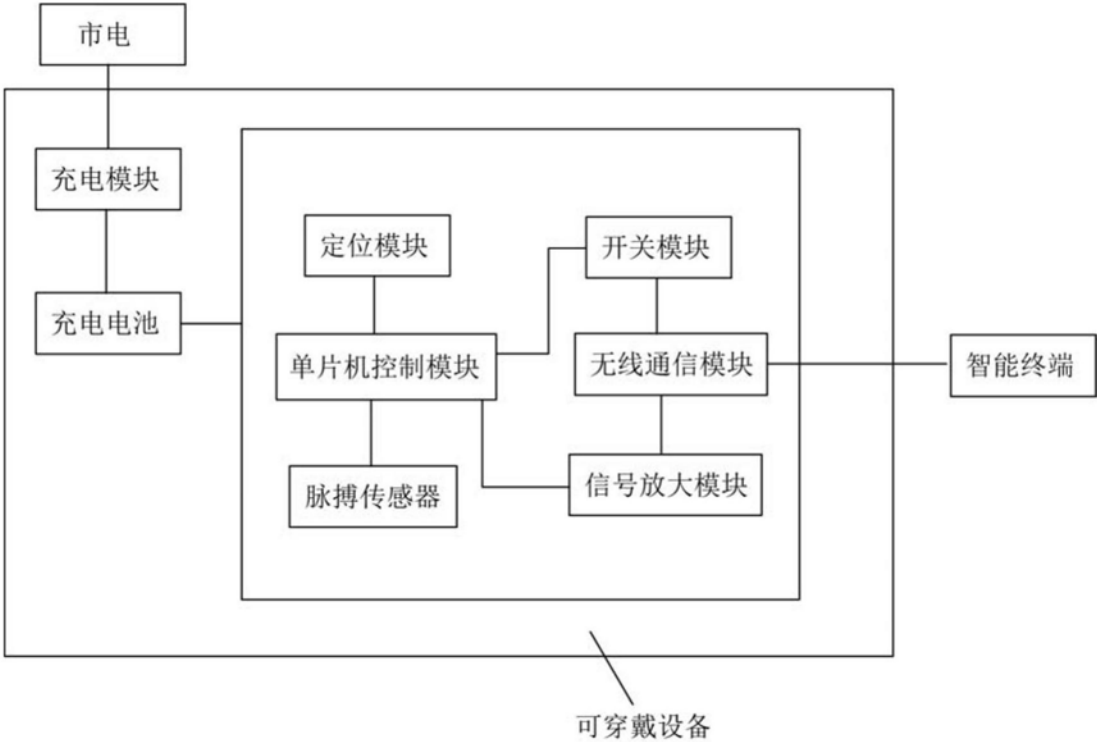 市电
充电模块
定位模块
开关模块
充电电池
单片机控制模块
无线通信模块
智能终端
脉搏传感器
信号放大模块
可穿戴设备